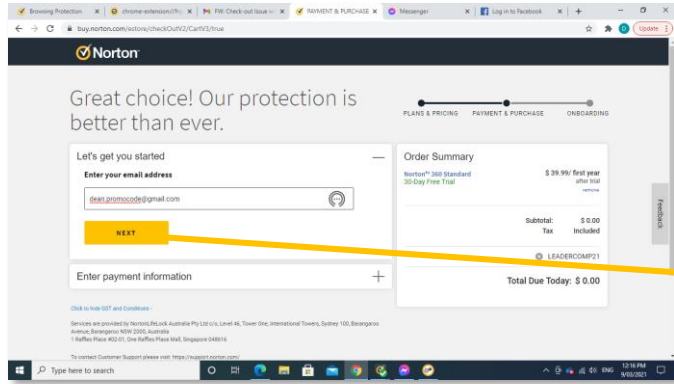 Browsing Protection
chrome-extension://
FW: Check-out Issue
PAYMENT & PURCHASE
Messenger
Log in to Facebook
buy.norton.com/estore/checkOutV2/CartV3/true
Update
Norton
Great choice! Our protection is
better than ever.
PLANS & PRICING PAYMENT & PURCHASE ONBOARDING
Let's get you started
Enter your email address
dean.promocode@gmail.com
NEXT
Enter payment information
Order Summary
Norton™ 360 Standard $ 39.99/ first year
30-Day Free Trial after trial
remove
Subtotal: $ 0.00
Tax Included
LEADERCOMP21
Total Due Today: $ 0.00
Feedback
Click to hide GST and Conditions -
Services are provided by NortonLifeLock Australia Pty Ltd c/o, Level 46, Tower One, International Towers, Sydney 100, Barangaroo
Avenue, Barangaroo NSW 2000, Australia
1 Raffles Place #02-01, One Raffles Place Mall, Singapore 048616
To contact Customer Support please visit: https://support.norton.com/
Type here to search
ENG
12:16 PM
9/03/2021